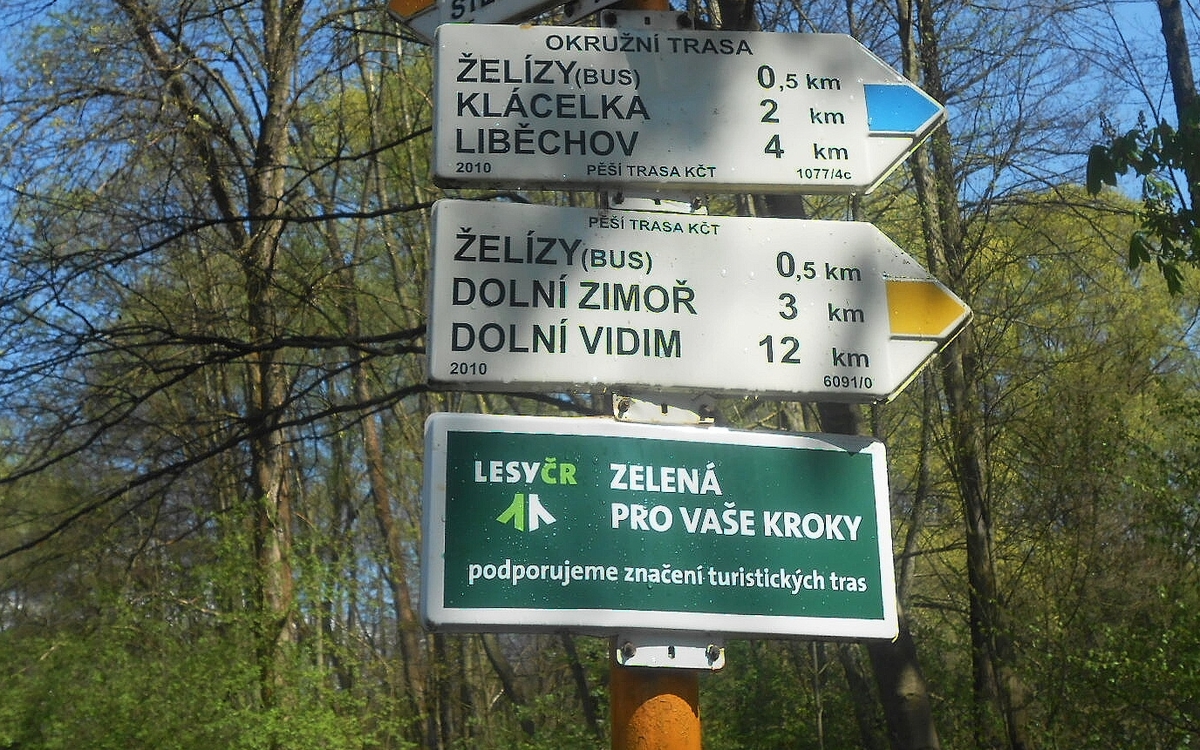 OKRUŽNÍ TRASA
ŽELÍZY(BUS) 0,5 km
KLÁCELKA 2 km
LIBĚCHOV 4 km
2010 PĚŠÍ TRASA KČT 1077/4c
PĚŠÍ TRASA KČT
ŽELÍZY(BUS) 0,5 km
DOLNÍ ZIMOŘ 3 km
DOLNÍ VIDIM 12 km
2010 6091/0
LESYČR ZELENÁ
PRO VAŠE KROKY
podporujeme značení turistických tras